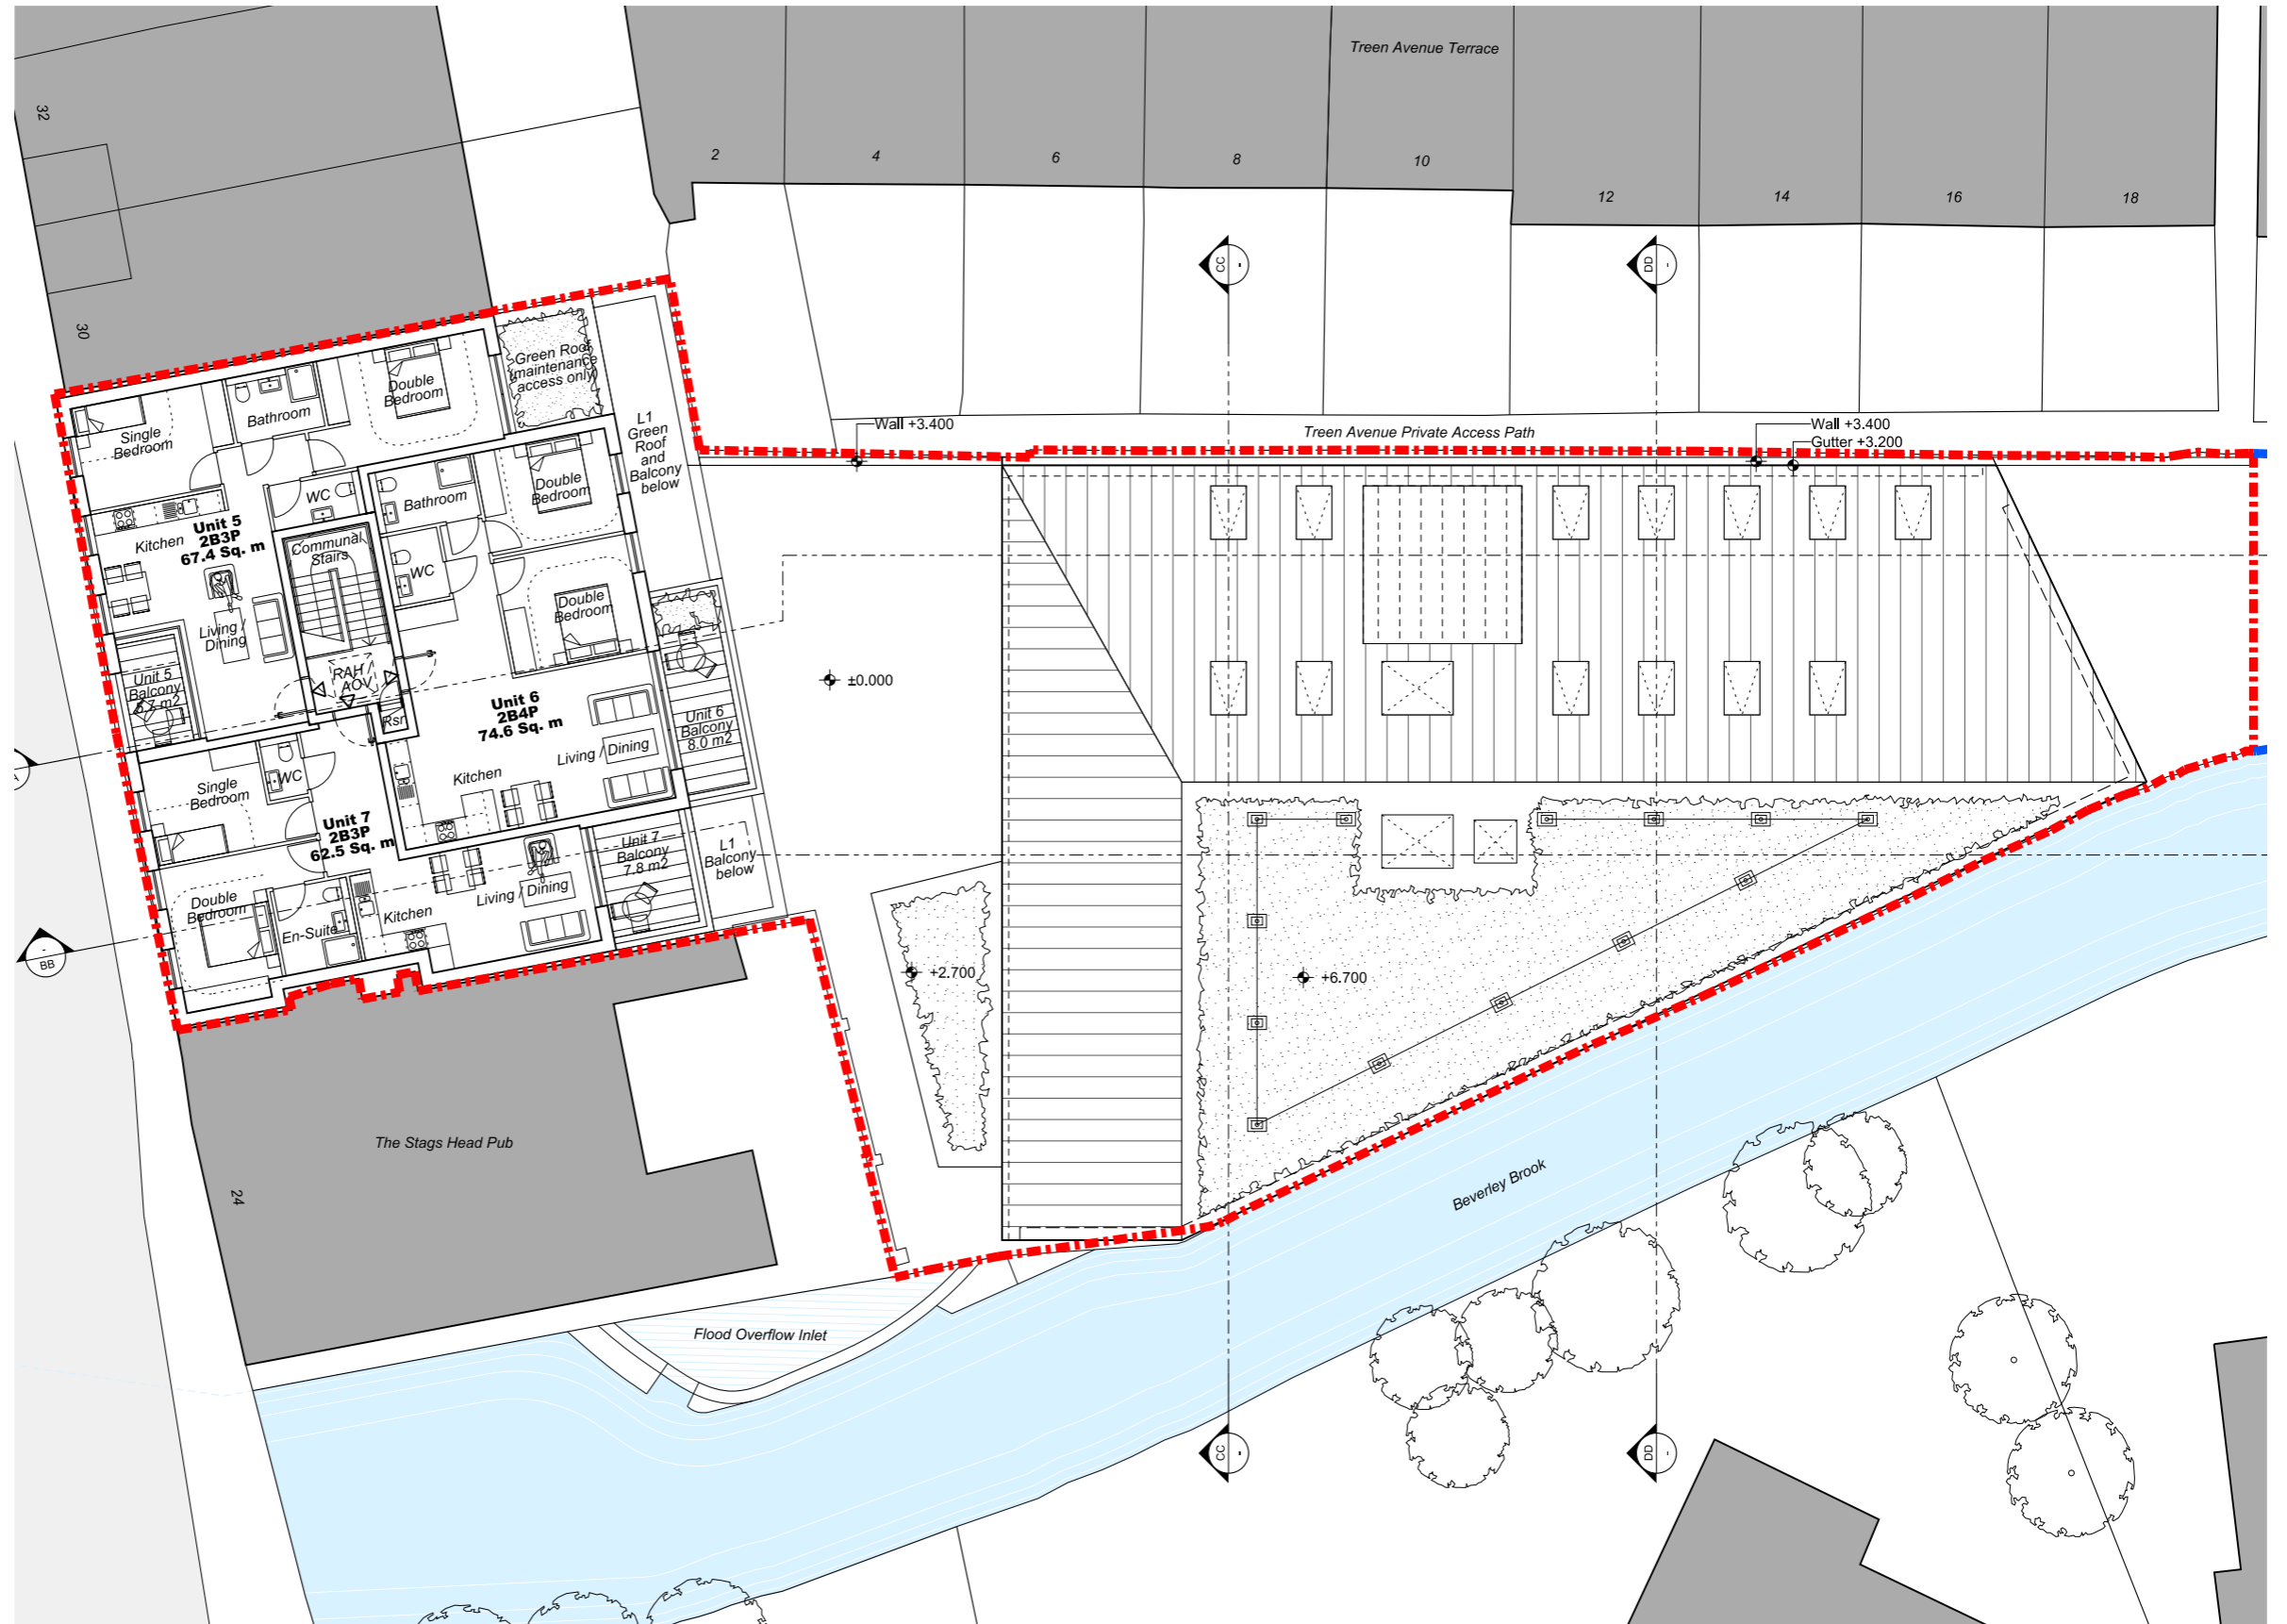 Treen Avenue Terrace
32
2
4
6
8
10
12
14
16
18
CC
-
DD
-
30
Green Roof
(maintenance
access only)
Double
Bedroom
Bathroom
Single
Bedroom
L1
Green
Roof
and
Balcony
below
Wall +3.400
Treen Avenue Private Access Path
Wall +3.400
Gutter +3.200
WC
Bathroom
Double
Bedroom
Unit 5
2B3P
67.4 Sq. m
Kitchen
Communal
Stairs
WC
Double
Bedroom
Living /
Dining
RAH /
AOV
Unit 5
Balcony
m2
Rsr
Unit 6
2B4P
74.6 Sq. m
Unit 6
Balcony
8.0 m2
±0.000
Living / Dining
Kitchen
WC
Single
Bedroom
Unit 7
2B3P
62.5 Sq. m
Unit 7
Balcony
7.8 m2
L1
Balcony
below
Double
Bedroom
En-Suite
Kitchen
Living / Dining
BB
-
+2.700
+6.700
The Stags Head Pub
24
Beverley Brook
Flood Overflow Inlet
CC
-
DD
-